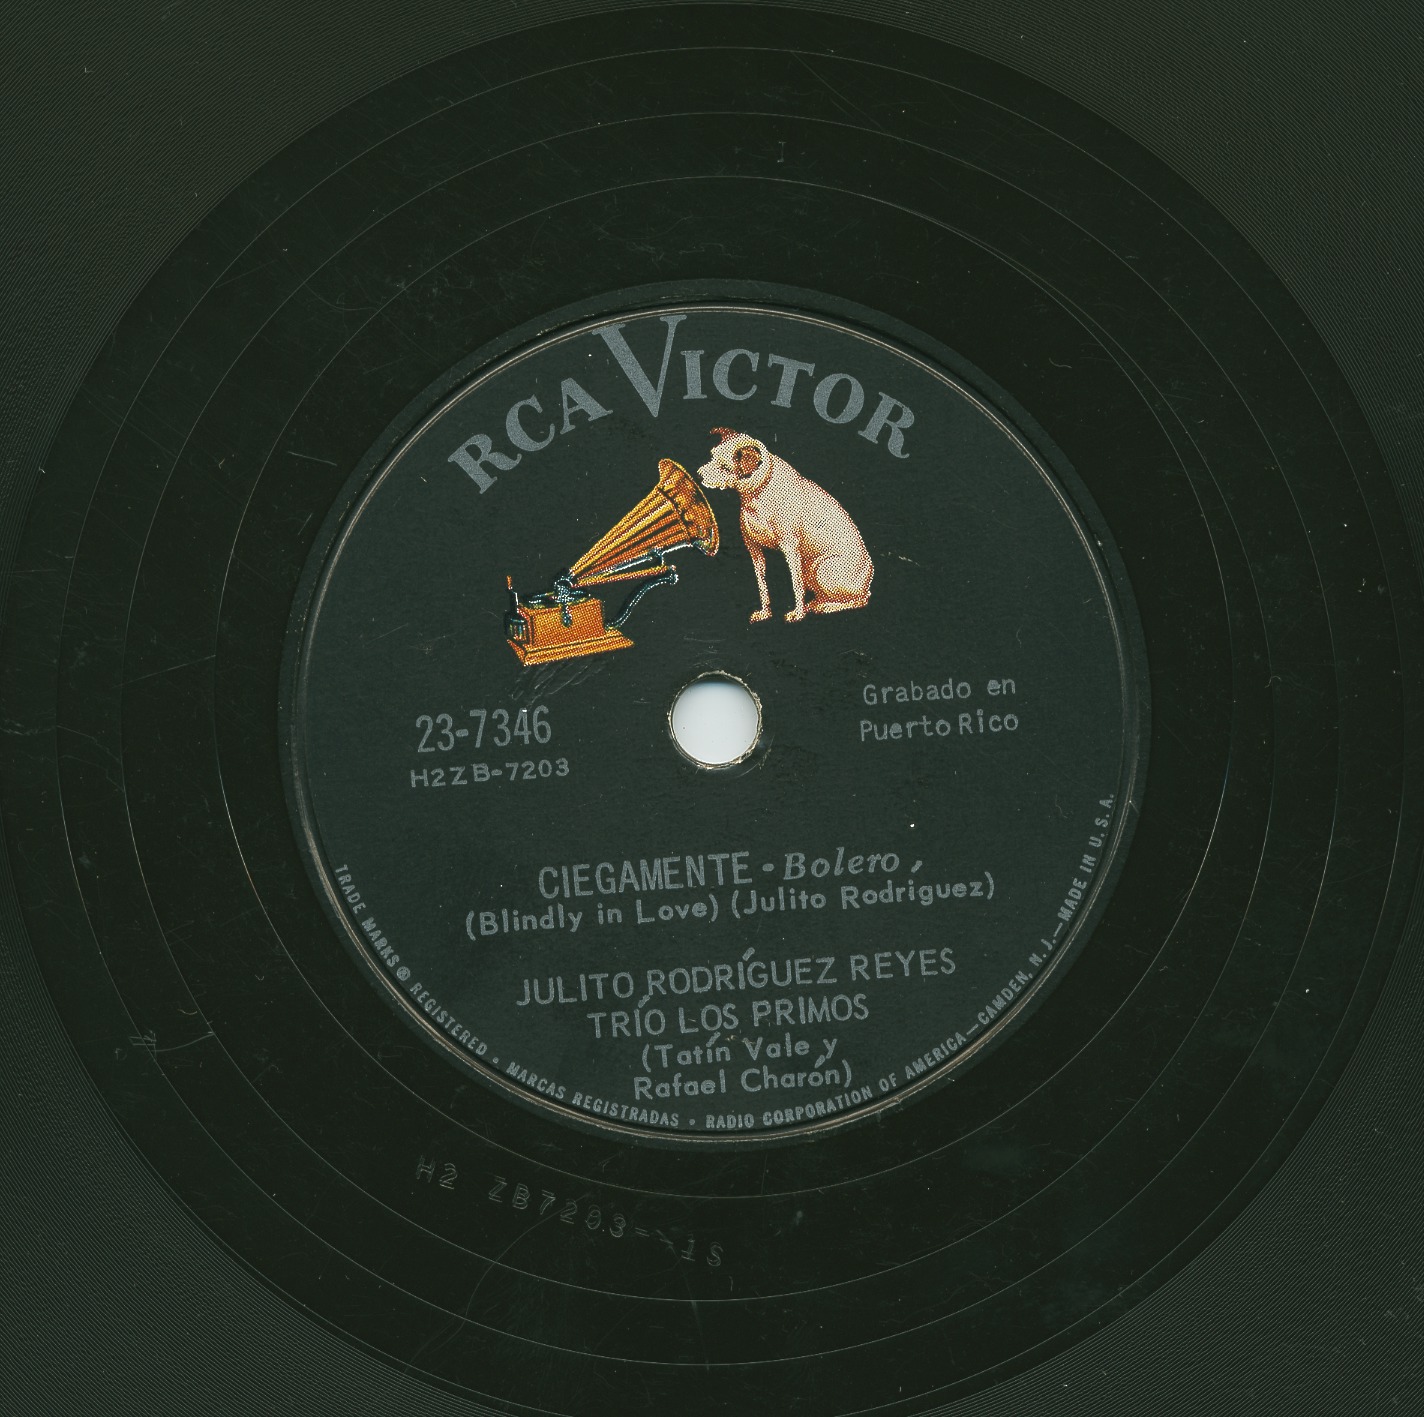 RCA VICTOR
23-7346
H2ZB-7203
Grabado en
Puerto Rico
CIEGAMENTE - Bolero
(Blindly in Love) (Julito Rodríguez)
JULITO RODRÍGUEZ REYES
TRÍO LOS PRIMOS
(Tatín Vale y
Rafael Charón)
TRADE MARKS ® REGISTERED • MARCAS REGISTRADAS • RADIO CORPORATION OF AMERICA—CAMDEN, N. J.—MADE IN U. S. A.
H2 ZB7203- 1S